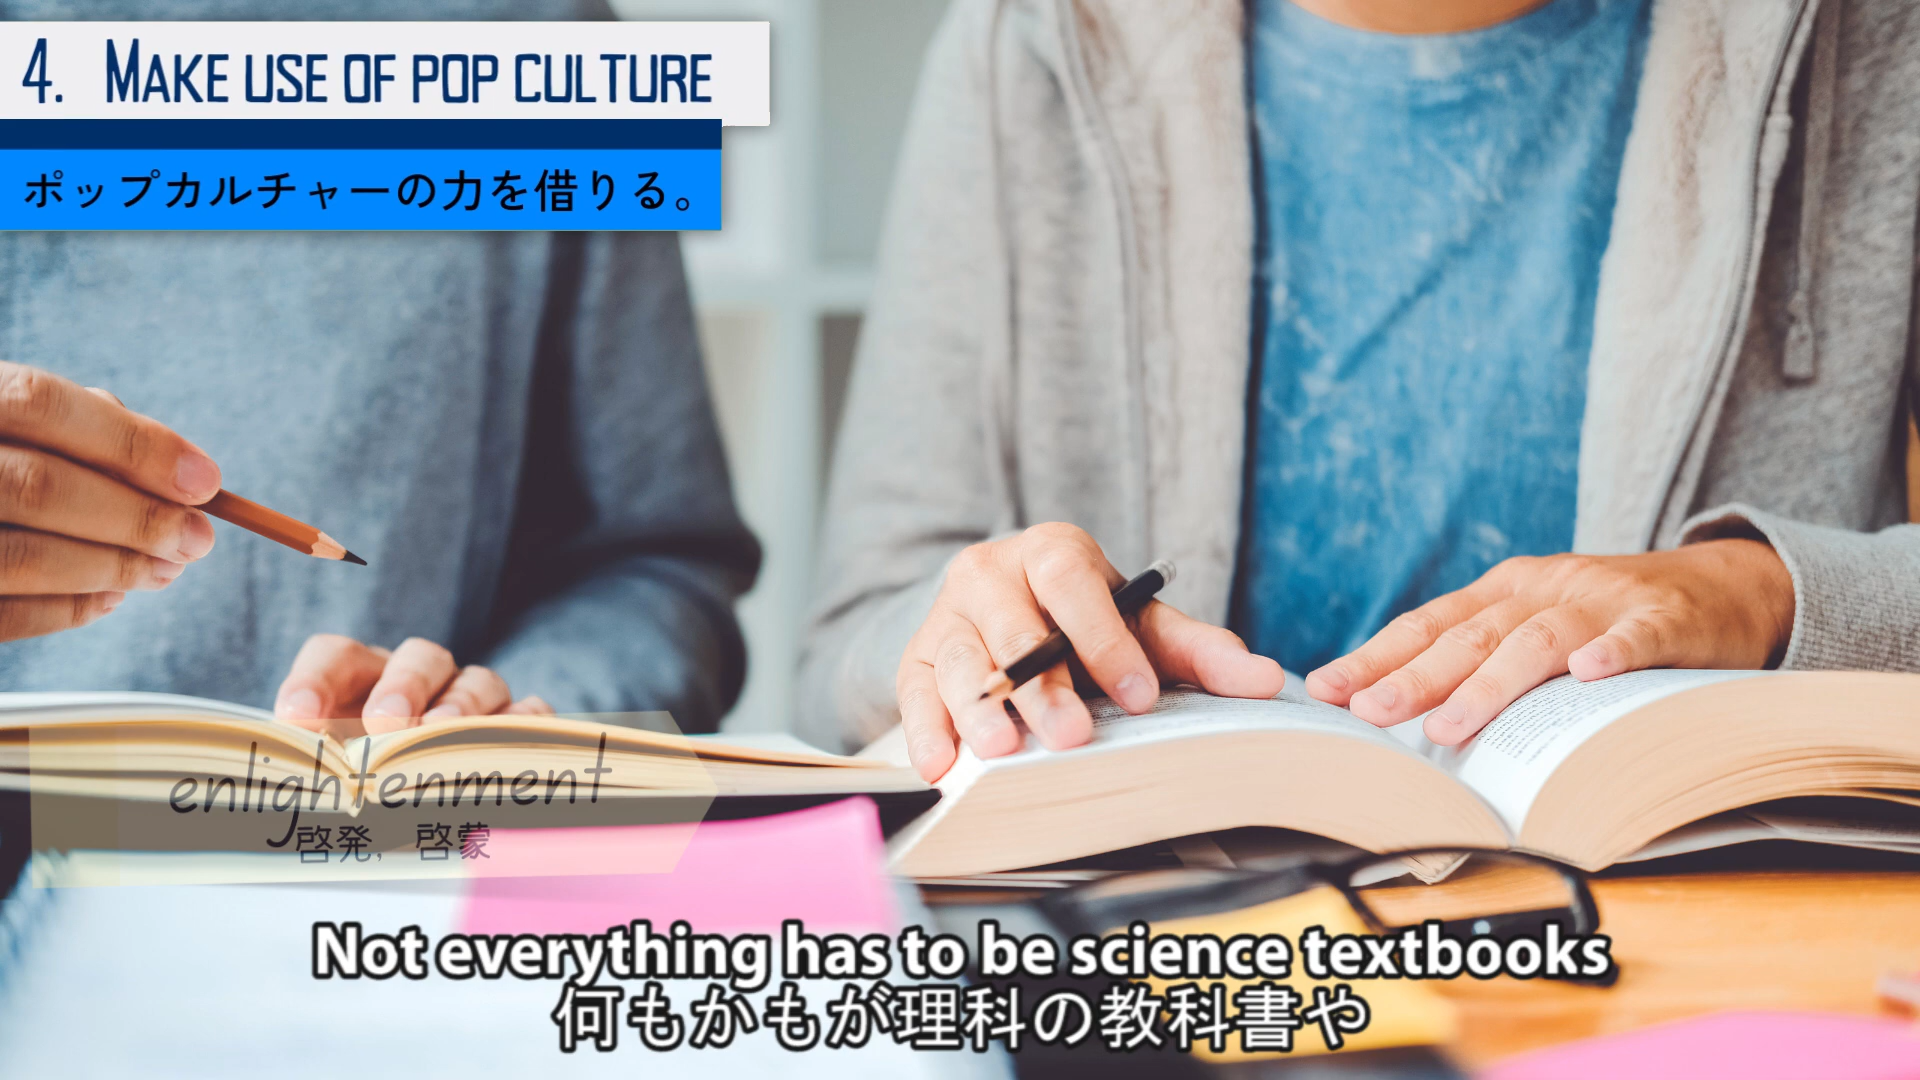 4. MAKE USE OF POP CULTURE
ポップカルチャーの力を借りる。
enlightenment
啓発，啓蒙
Not everything has to be science textbooks
何もかもが理科の教科書や